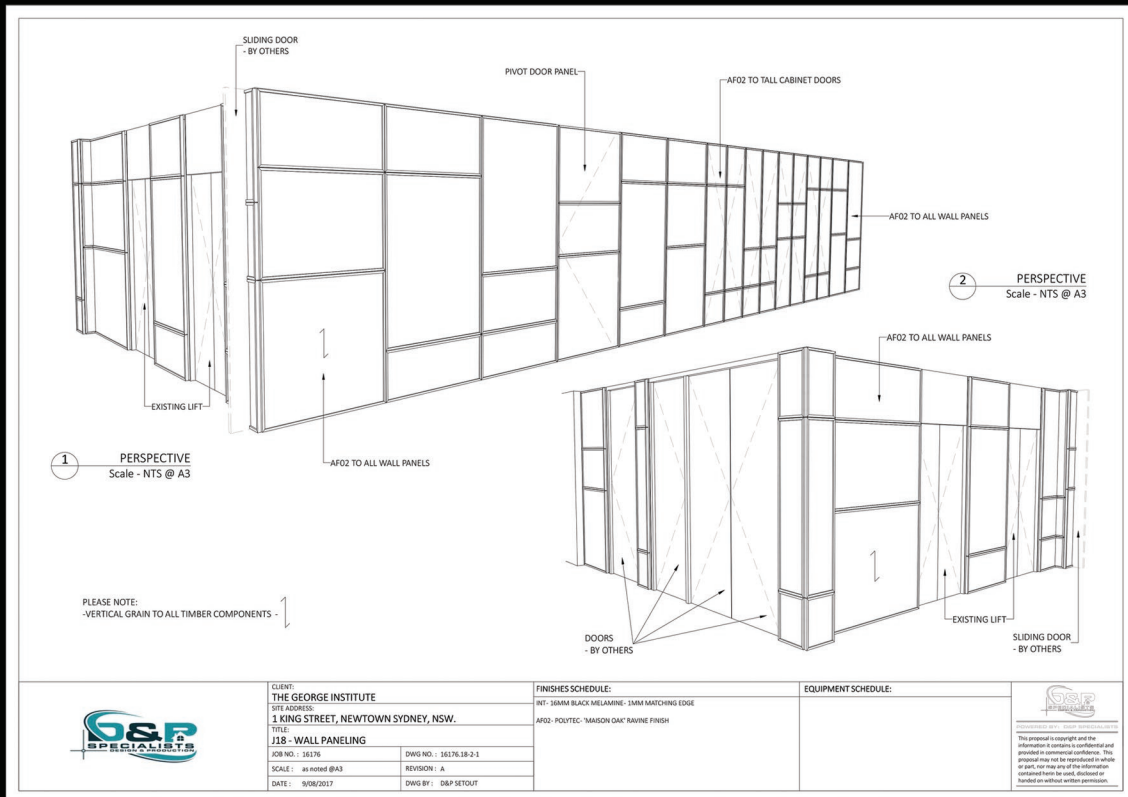 SLIDING DOOR
- BY OTHERS
PIVOT DOOR PANEL
AF02 TO TALL CABINET DOORS
AF02 TO ALL WALL PANELS
2
PERSPECTIVE
Scale - NTS @ A3
EXISTING LIFT
AF02 TO ALL WALL PANELS
1
PERSPECTIVE
Scale - NTS @ A3
AF02 TO ALL WALL PANELS
PLEASE NOTE:
-VERTICAL GRAIN TO ALL TIMBER COMPONENTS -
DOORS
- BY OTHERS
EXISTING LIFT
SLIDING DOOR
- BY OTHERS
D&P
SPECIALISTS
DESIGN & PRODUCTION
CLIENT:
THE GEORGE INSTITUTE
SITE ADDRESS:
1 KING STREET, NEWTOWN SYDNEY, NSW.
TITLE:
J18 - WALL PANELING
JOB NO. : 16176
DWG NO. : 16176.18-2-1
SCALE : as noted @A3
REVISION : A
DATE : 9/08/2017
DWG BY : D&P SETOUT
FINISHES SCHEDULE:
INT- 16MM BLACK MELAMINE- 1MM MATCHING EDGE
AF02- POLYTEC- 'MAISON OAK' RAVINE FINISH
EQUIPMENT SCHEDULE:
D&P
SPECIALISTS
POWERED BY: D&P SPECIALISTS
This proposal is copyright and the
information it contains is confidential and
provided in commercial confidence. This
proposal may not be reproduced in whole
or part, nor may any of the information
contained herin be used, disclosed or
handed on without written permission.